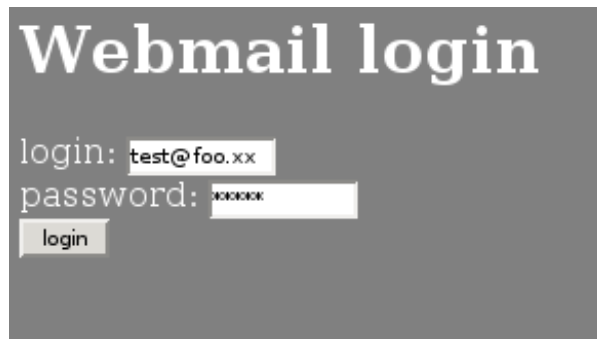 Webmail login
login: test@foo.xx
password: *****
login